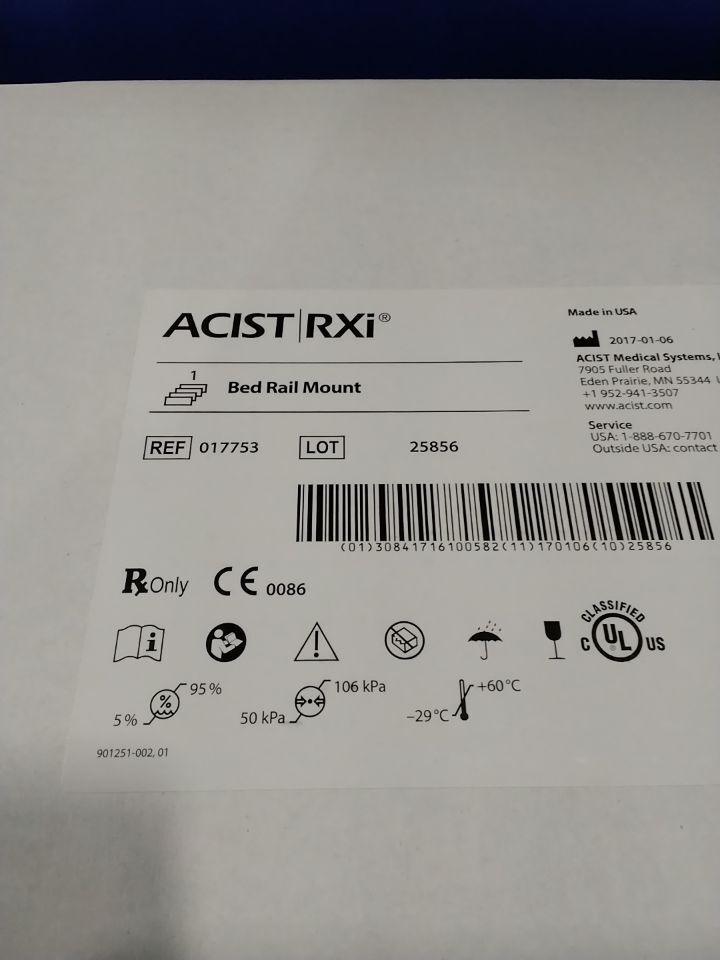 ACIST|RXi®
1
Bed Rail Mount
REF 017753 LOT 25856
Made in USA
2017-01-06
ACIST Medical Systems,
7905 Fuller Road
Eden Prairie, MN 55344
+1 952-941-3507
www.acist.com
Service
USA: 1-888-670-7701
Outside USA: contact
(01)30841716100582(11)170106(10)25856
Rx Only CE 0086
CLASSIFIED
C UL® US
5% % 95%
50 kPa 106 kPa
-29°C +60°C
901251-002, 01